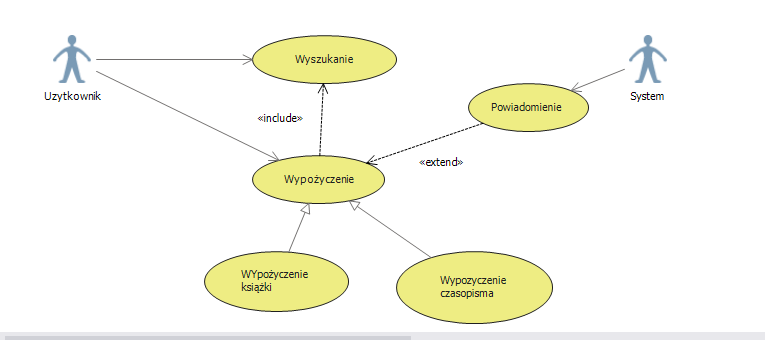 Wyszukanie
Uzytkownik
System
Powiadomienie
«include»
«extend»
Wypożyczenie
WYpożyczenie
książki
Wypozyczenie
czasopisma